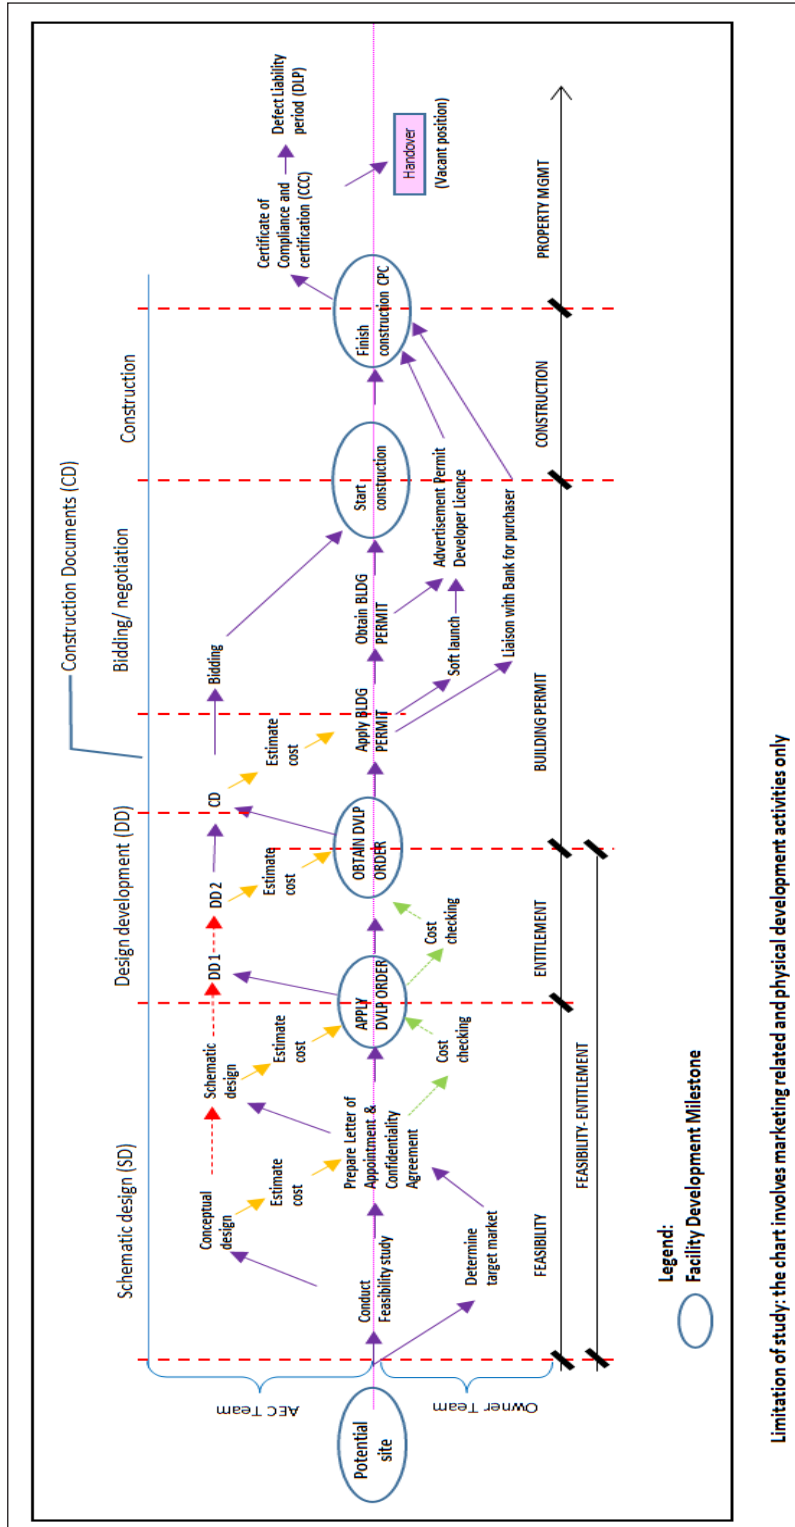 Construction Documents (CD)
Schematic design (SD)
Design development (DD)
Bidding/ negotiation
Construction
AEC Team
Owner Team
Potential
site
Conceptual
design
Schematic
design
DD 1
DD 2
CD
Bidding
Certificate of
Compliance and
certification (CCC)
Defect Liability
period (DLP)
Estimate
cost
Estimate
cost
Estimate
cost
Estimate
cost
Conduct
Feasibility study
Prepare Letter of
Appointment &
Confidentiality
Agreement
APPLY
DVLP ORDER
OBTAIN DVLP
ORDER
Apply BLDG
PERMIT
Obtain BLDG
PERMIT
Start
construction
Finish
construction CPC
Handover
(Vacant position)
Determine
target market
Cost
checking
Cost
checking
Soft launch
Advertisement Permit
Developer Licence
Liaison with Bank for purchaser
FEASIBILITY
ENTITLEMENT
BUILDING PERMIT
CONSTRUCTION
PROPERTY MGMT
FEASIBILITY- ENTITLEMENT
Legend:
Facility Development Milestone
Limitation of study: the chart involves marketing related and physical development activities only